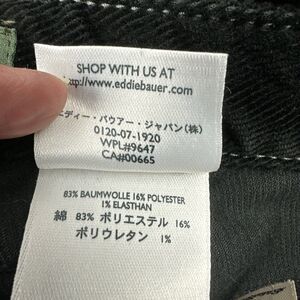 SHOP WITH US AT
http://www.eddiebauer.com
エディー・バウアー・ジャパン(株)
0120-07-1920
WPL#9647
CA#00665
83% BAUMWOLLE 16% POLYESTER
1% ELASTHAN
綿 83% ポリエステル 16%
ポリウレタン 1%